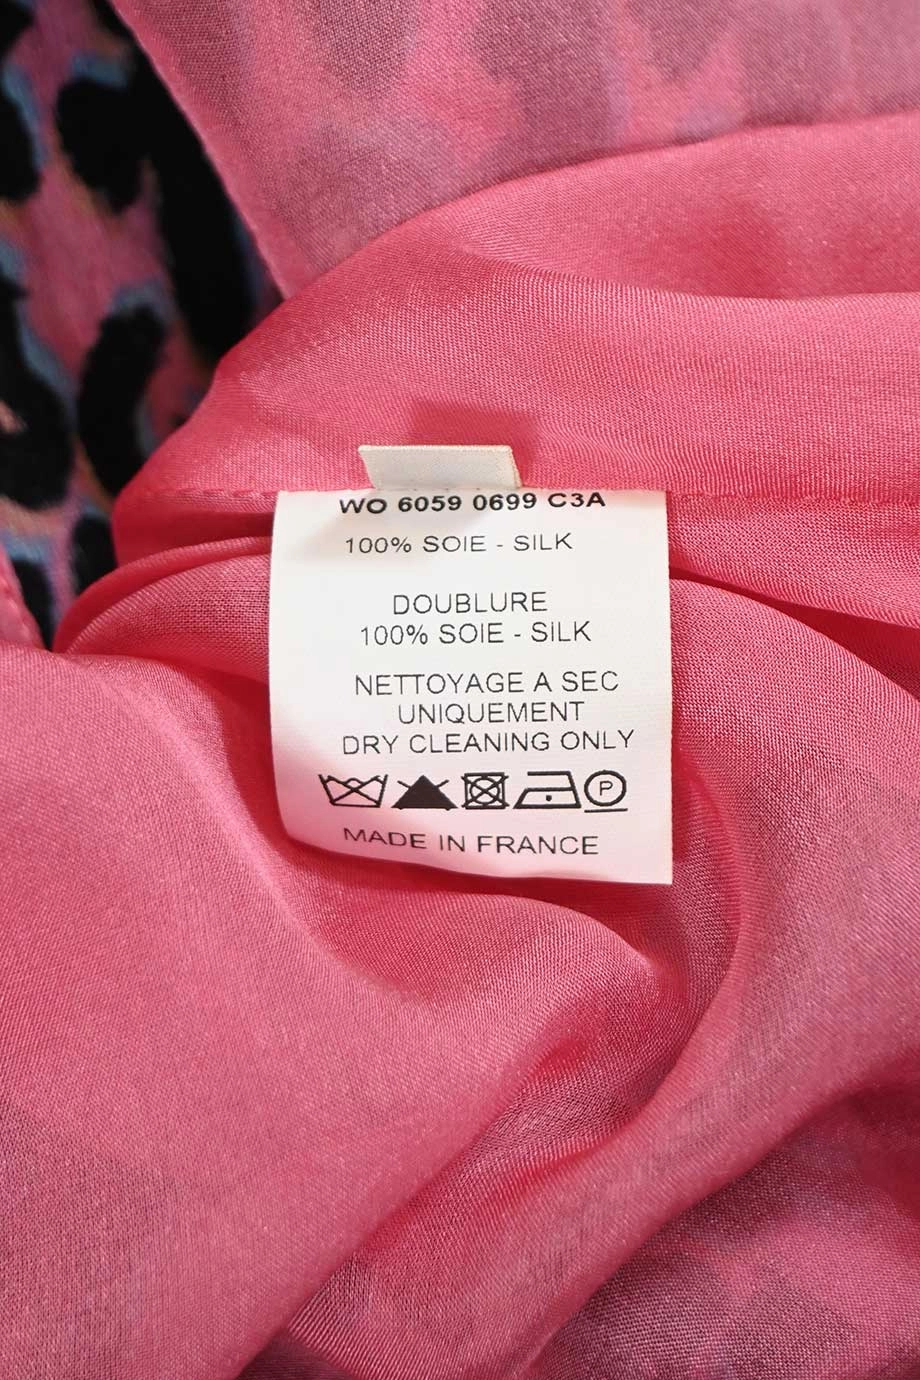 WO 6059 0699 C3A
100% SOIE - SILK
DOUBLURE
100% SOIE - SILK
NETTOYAGE A SEC
UNIQUEMENT
DRY CLEANING ONLY
P
MADE IN FRANCE